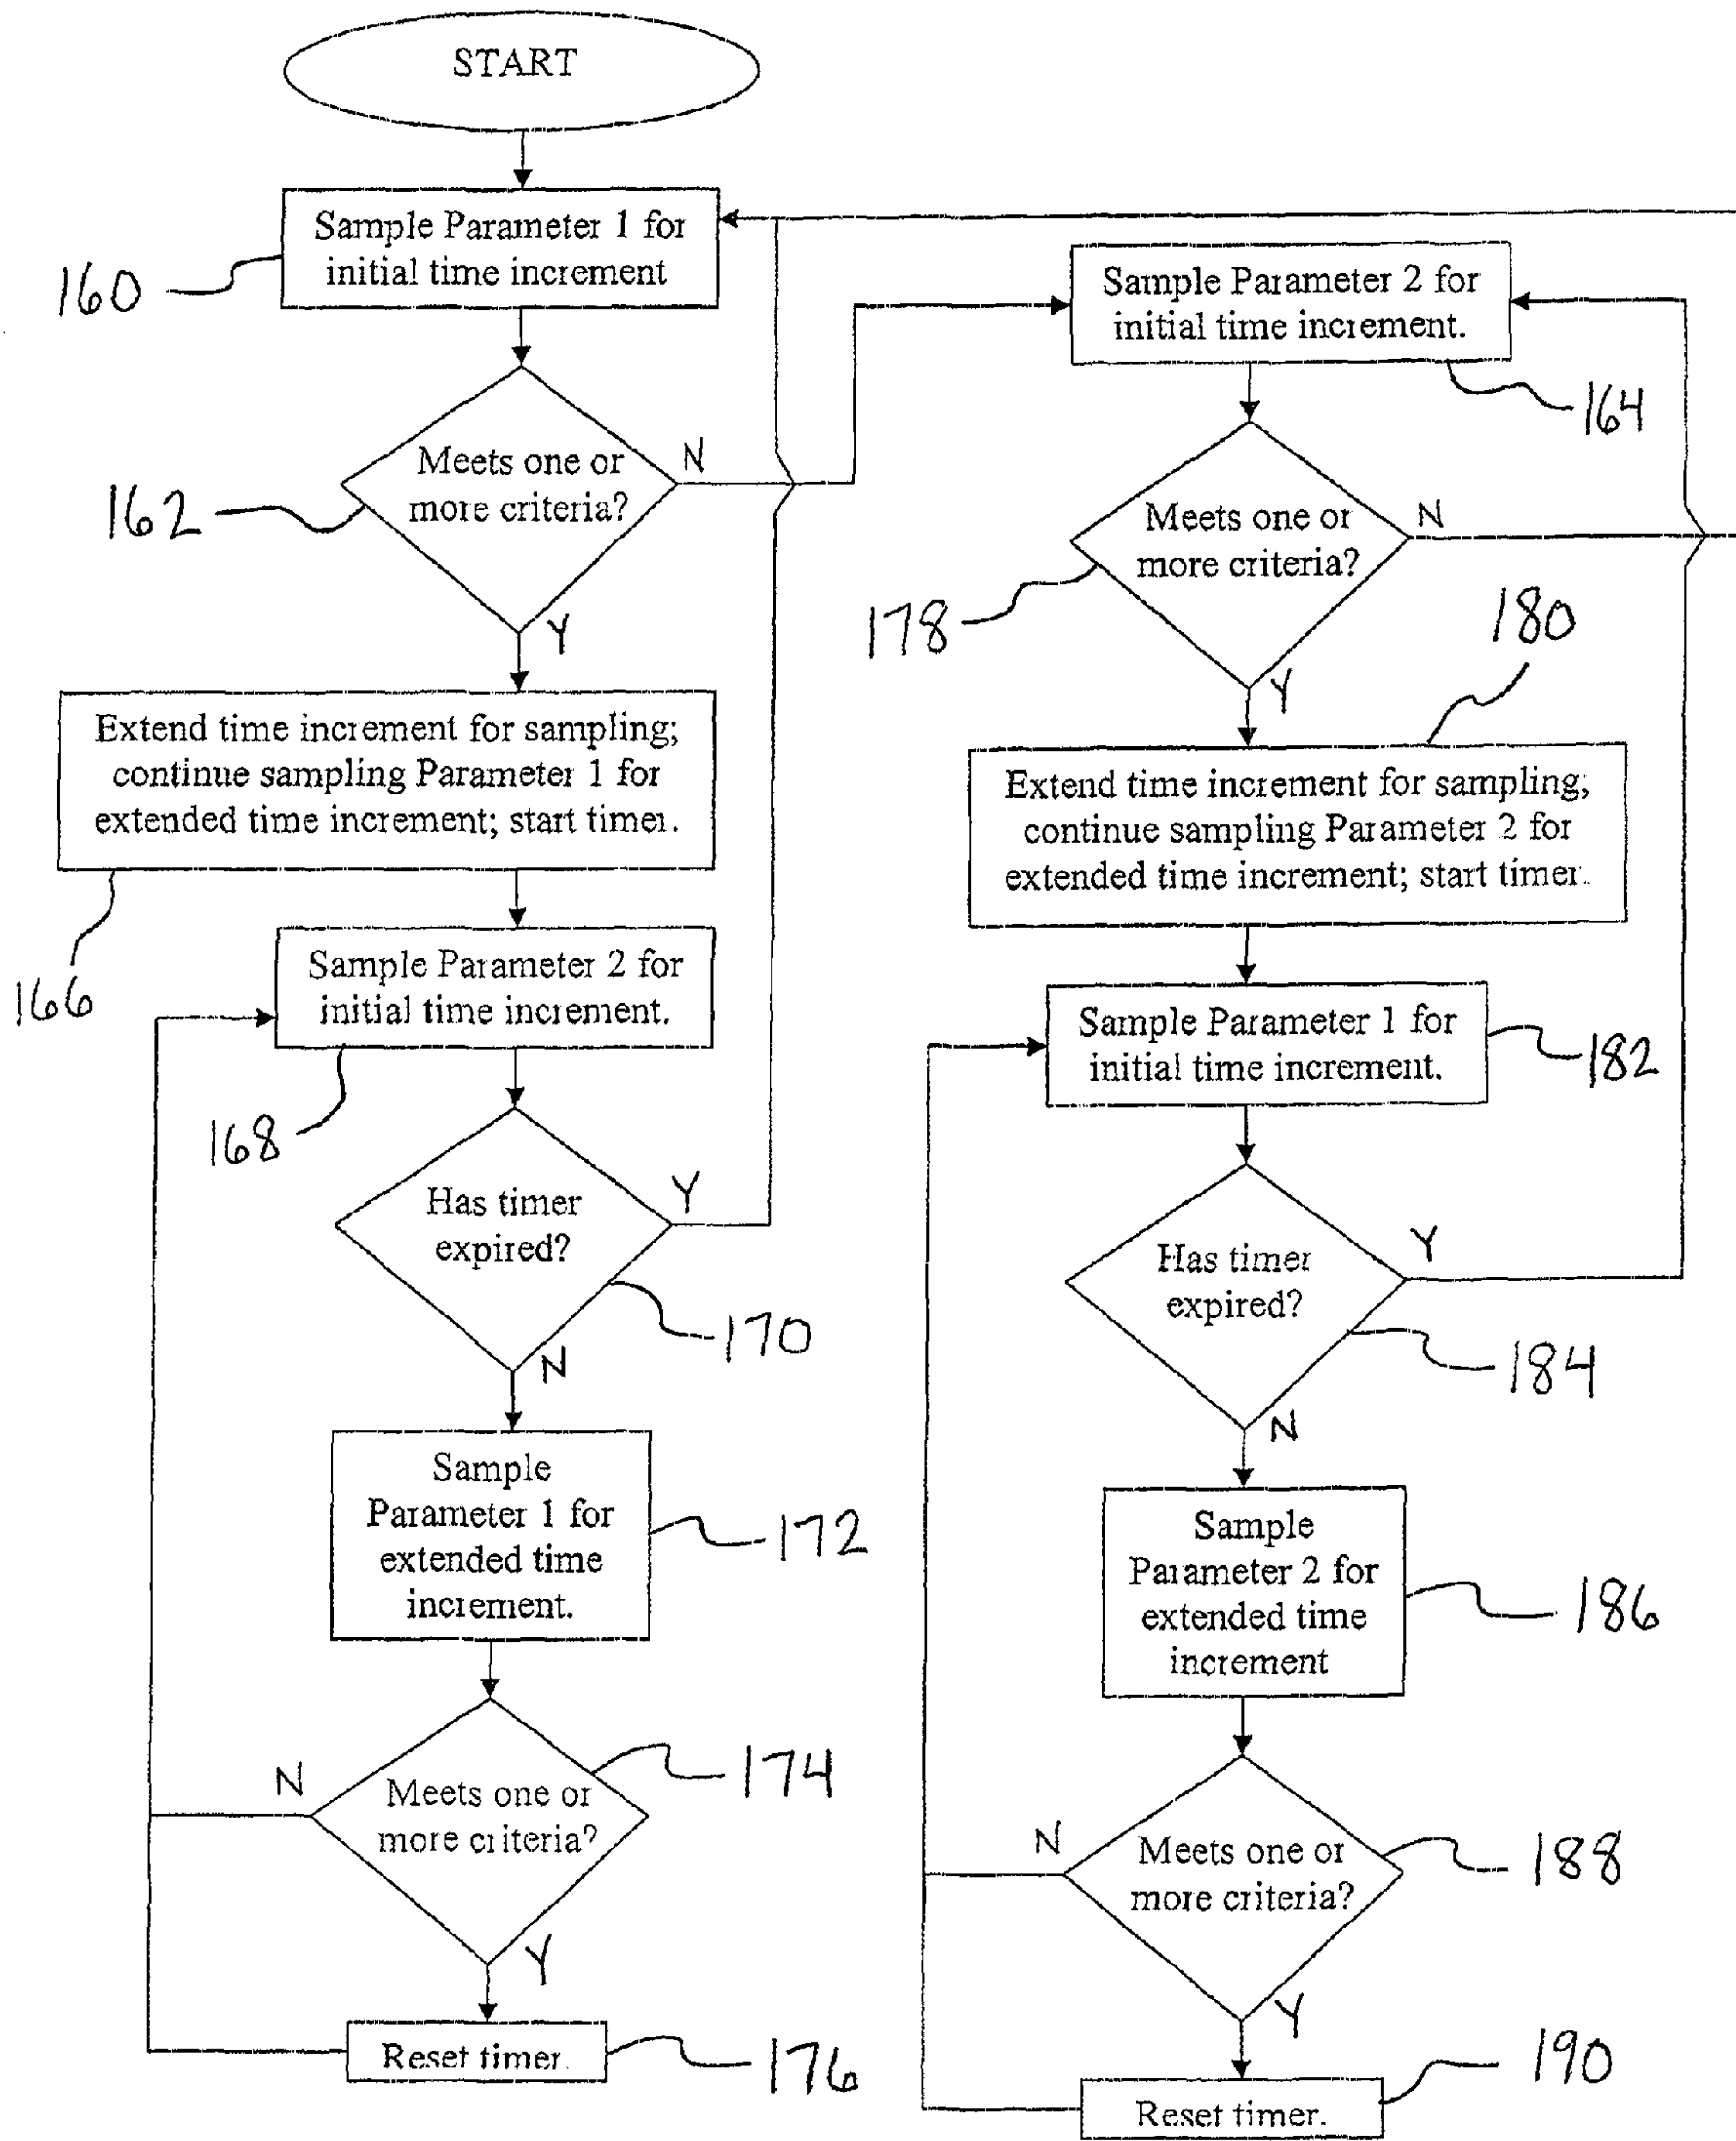 START
Sample Parameter 1 for
initial time increment
160
Meets one or
more criteria?
N
162
Y
Extend time increment for sampling;
continue sampling Parameter 1 for
extended time increment; start timer.
166
Sample Parameter 2 for
initial time increment.
168
Has timer
expired?
Y
170
N
Sample
Parameter 1 for
extended time
increment.
172
174
N
Meets one or
more criteria?
Y
Reset timer.
176
Sample Parameter 2 for
initial time increment.
164
Meets one or
more criteria?
N
178
180
Y
Extend time increment for sampling;
continue sampling Parameter 2 for
extended time increment; start timer.
Sample Parameter 1 for
initial time increment.
182
Has timer
expired?
Y
184
N
Sample
Parameter 2 for
extended time
increment
186
N
Meets one or
more criteria?
188
Y
Reset timer.
190